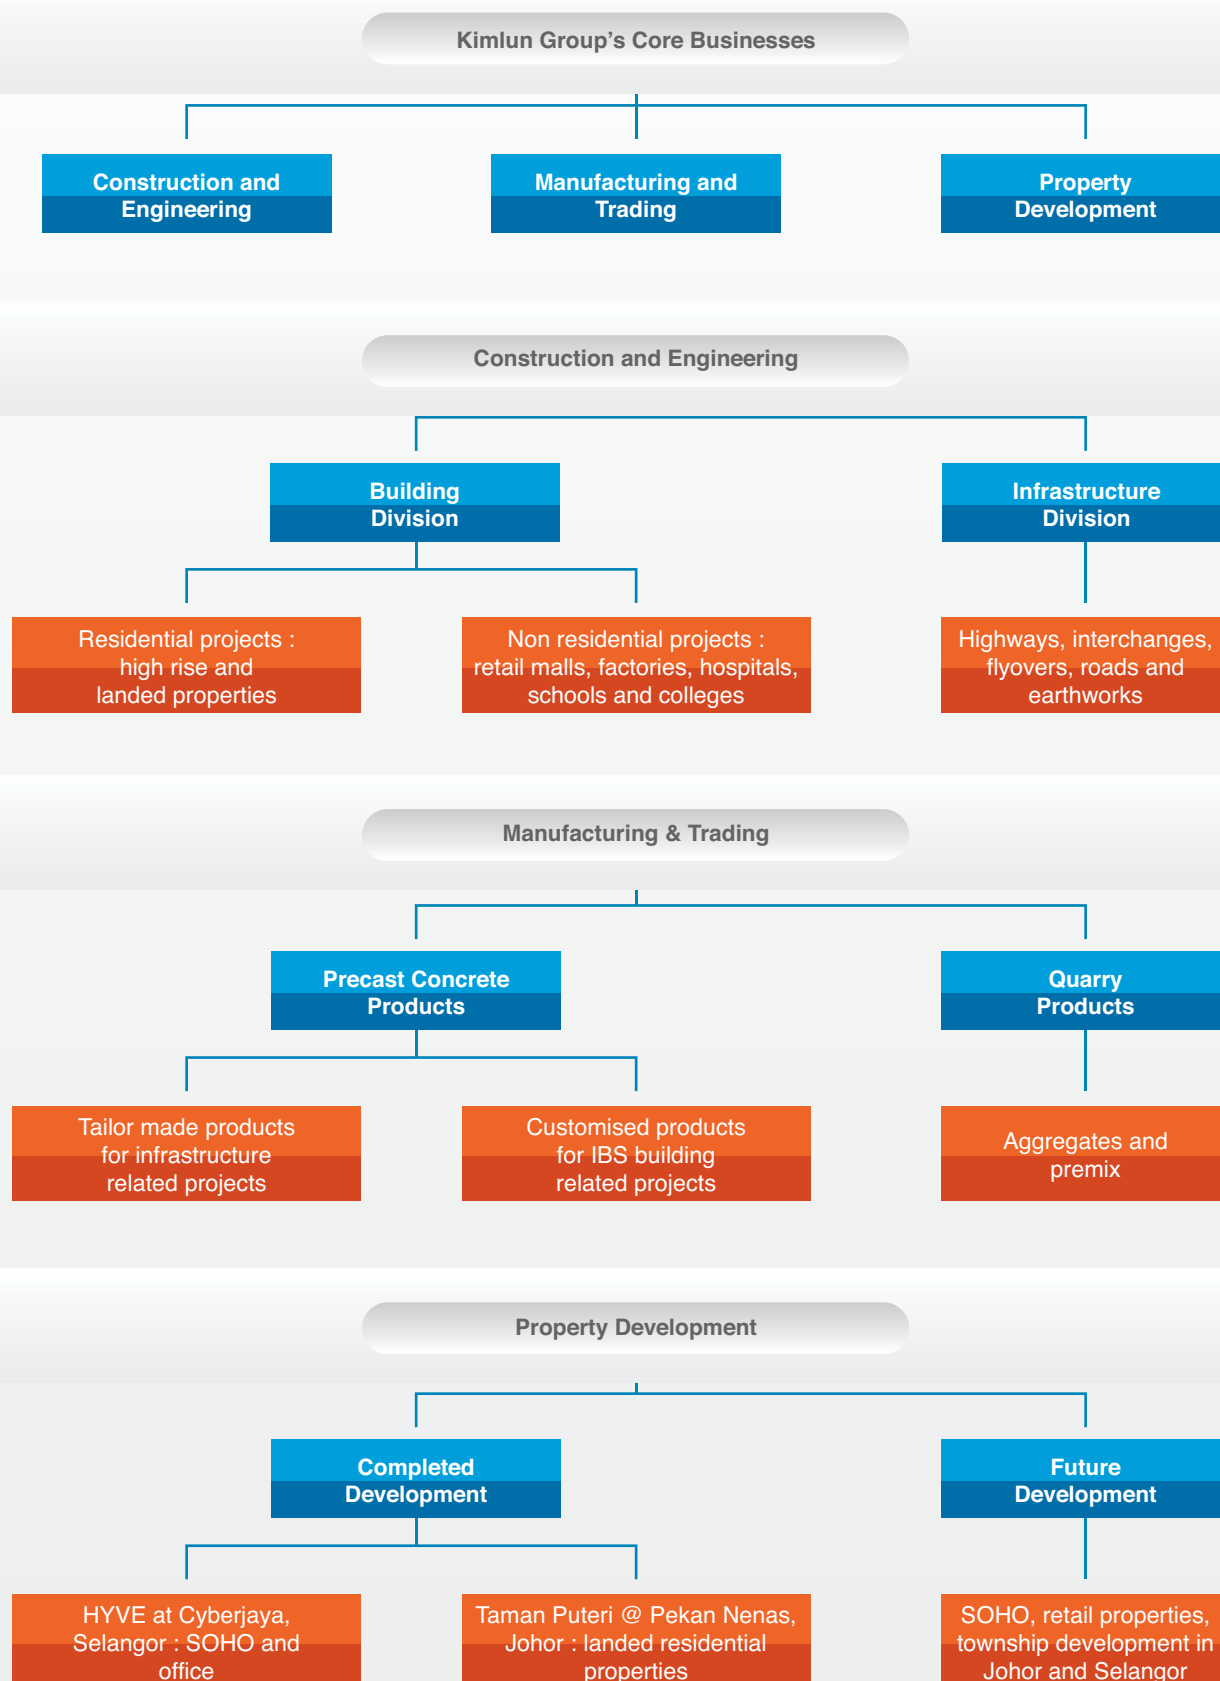 Kimlun Group’s Core Businesses
Construction and
Engineering
Manufacturing and
Trading
Property
Development
Construction and Engineering
Building
Division
Infrastructure
Division
Residential projects :
high rise and
landed properties
Non residential projects :
retail malls, factories, hospitals,
schools and colleges
Highways, interchanges,
flyovers, roads and
earthworks
Manufacturing & Trading
Precast Concrete
Products
Quarry
Products
Tailor made products
for infrastructure
related projects
Customised products
for IBS building
related projects
Aggregates and
premix
Property Development
Completed
Development
Future
Development
HYVE at Cyberjaya,
Selangor : SOHO and
office
Taman Puteri @ Pekan Nenas,
Johor : landed residential
properties
SOHO, retail properties,
township development in
Johor and Selangor